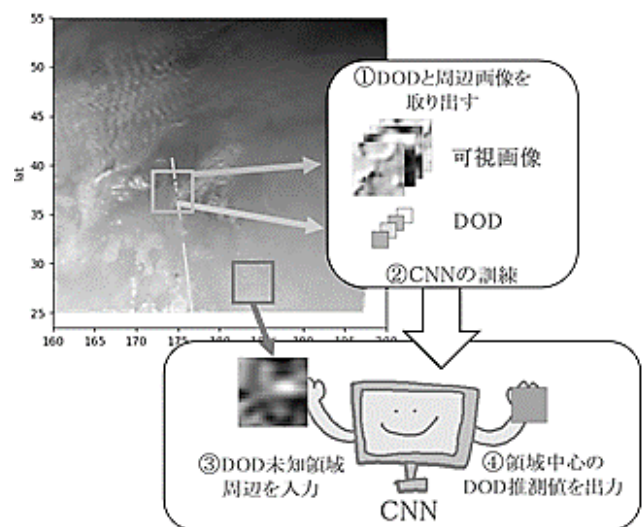 55
50
45
40
35
30
25
lat
160 165 170 175
①DODと周辺画像を
取り出す
可視画像
DOD
②CNNの訓練
③DOD未知領域
周辺を入力
④領域中心の
DOD推測値を出力
CNN